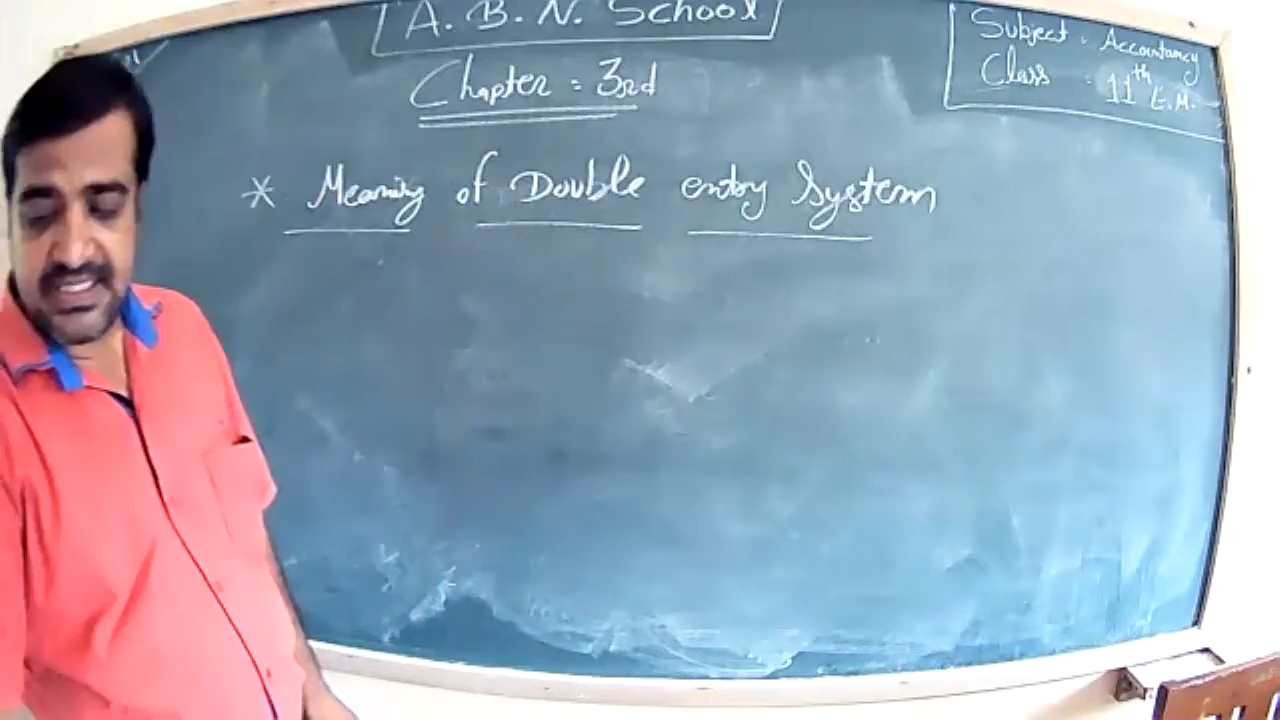 A. B. N. School
Subject : Accountancy
Class : 11th E.M.
Chapter = 3rd
* Meaning of Double entry System